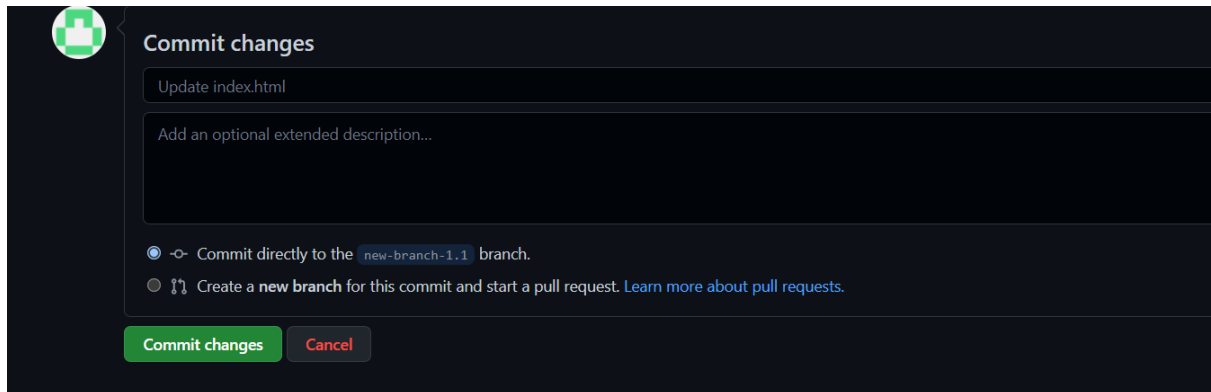 Commit changes
Update index.html
Add an optional extended description...
Commit directly to the new-branch-1.1 branch.
Create a new branch for this commit and start a pull request. Learn more about pull requests.
Commit changes Cancel